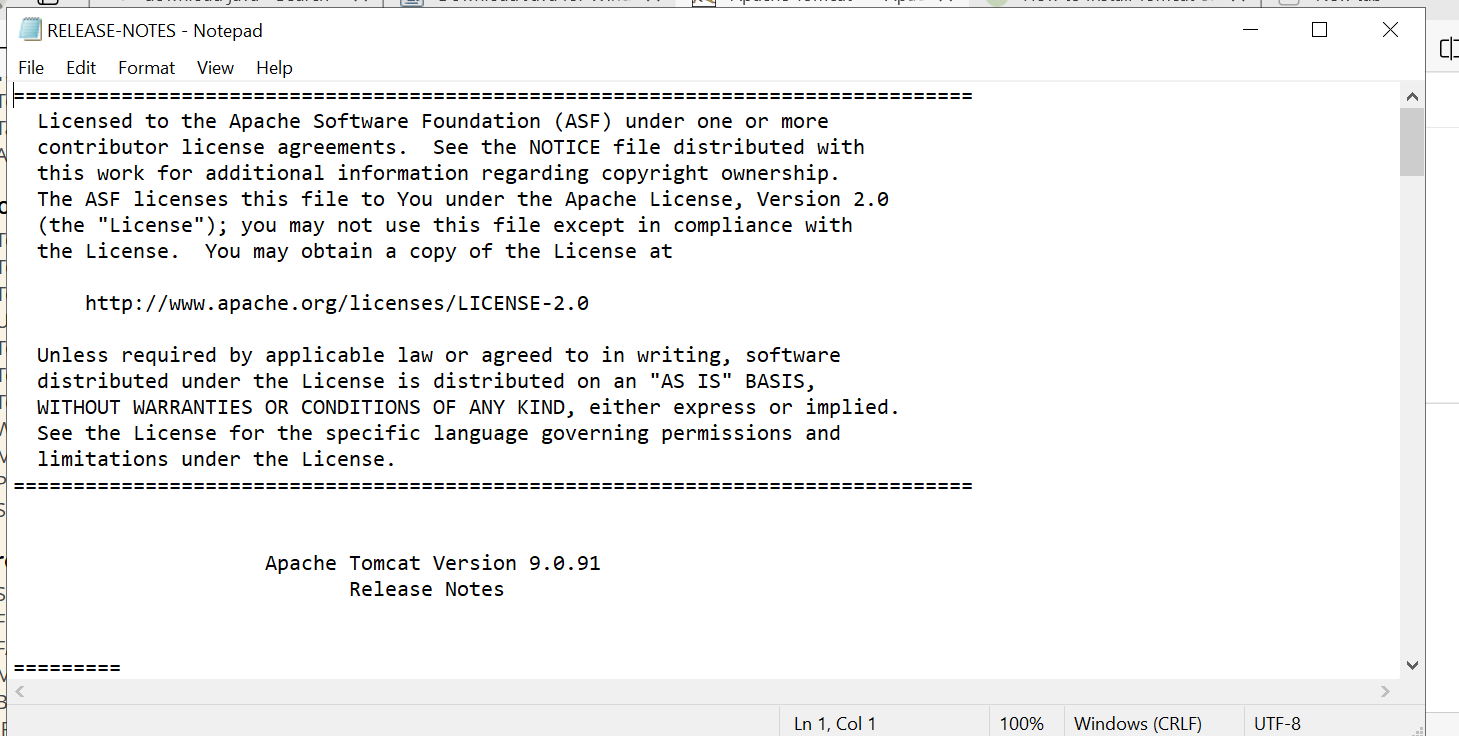 RELEASE-NOTES - Notepad
File Edit Format View Help
================================================================================
Licensed to the Apache Software Foundation (ASF) under one or more
contributor license agreements.  See the NOTICE file distributed with
this work for additional information regarding copyright ownership.
The ASF licenses this file to You under the Apache License, Version 2.0
(the "License"); you may not use this file except in compliance with
the License.  You may obtain a copy of the License at
http://www.apache.org/licenses/LICENSE-2.0
Unless required by applicable law or agreed to in writing, software
distributed under the License is distributed on an "AS IS" BASIS,
WITHOUT WARRANTIES OR CONDITIONS OF ANY KIND, either express or implied.
See the License for the specific language governing permissions and
limitations under the License.
================================================================================
Apache Tomcat Version 9.0.91
Release Notes
=========
Ln 1, Col 1 100% Windows (CRLF) UTF-8